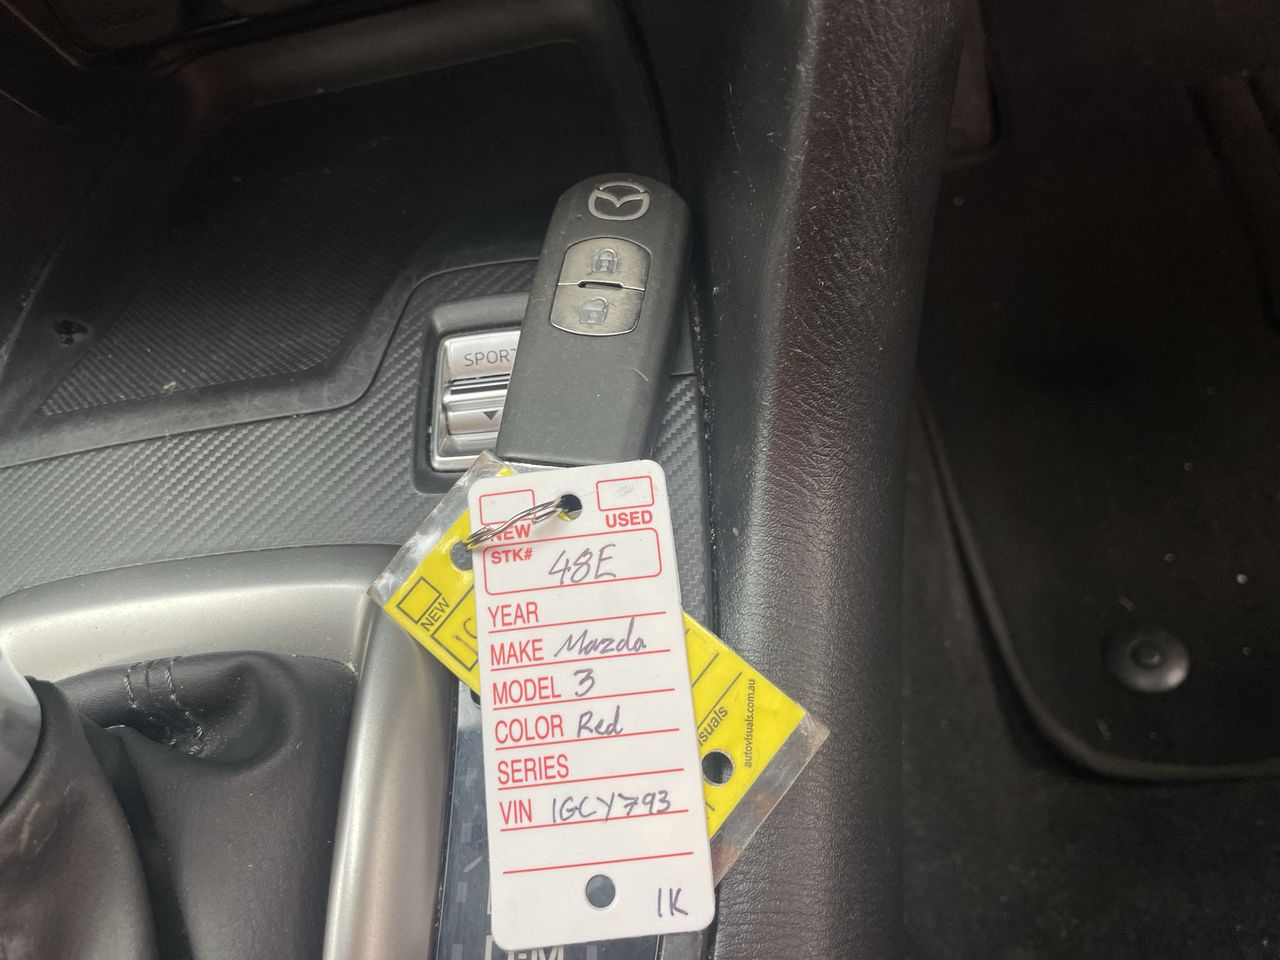 SPORT
NEW
USED
STK# 48E
YEAR
MAKE Mazda
MODEL 3
COLOR Red
SERIES
VIN 1GCY793
1K
NEW
autovisuals.com.au